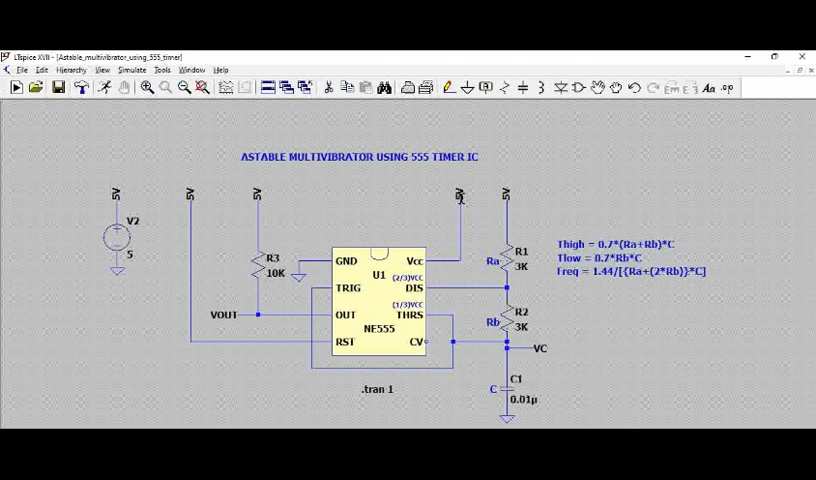 LTspice XVII - [Astable_multivibrator_using_555_timer]
File Edit Hierarchy View Simulate Tools Window Help
ASTABLE MULTIVIBRATOR USING 555 TIMER IC
5V 5V 5V 5V 5V
V2
5
R3
10K
GND Vcc
U1 (2/3)VCC
TRIG DIS
(1/3)VCC
OUT THRS
NE555
RST CV
VOUT
Ra R1
3K
Rb R2
3K
VC
C C1
0.01µ
Thigh = 0.7*(Ra+Rb)*C
Tlow = 0.7*Rb*C
Freq = 1.44/[{Ra+(2*Rb)}*C]
.tran 1